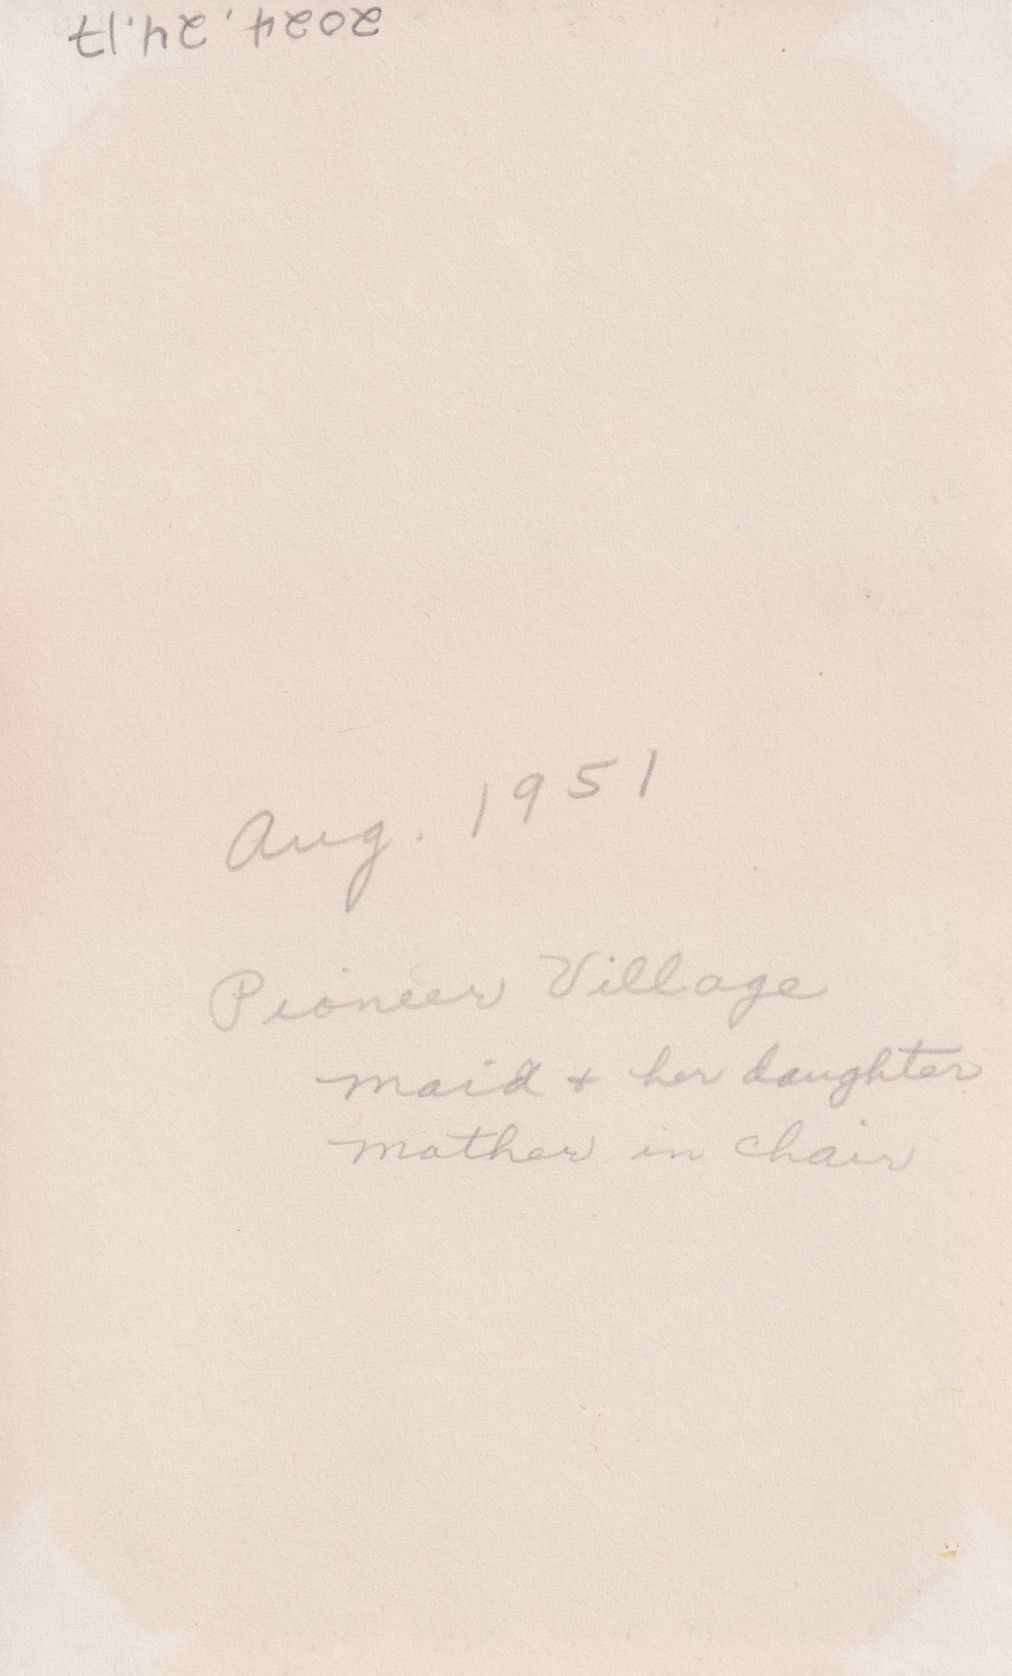 2024.24.17
Aug. 1951
Pioneer Village
maid + her daughter
mother in chair